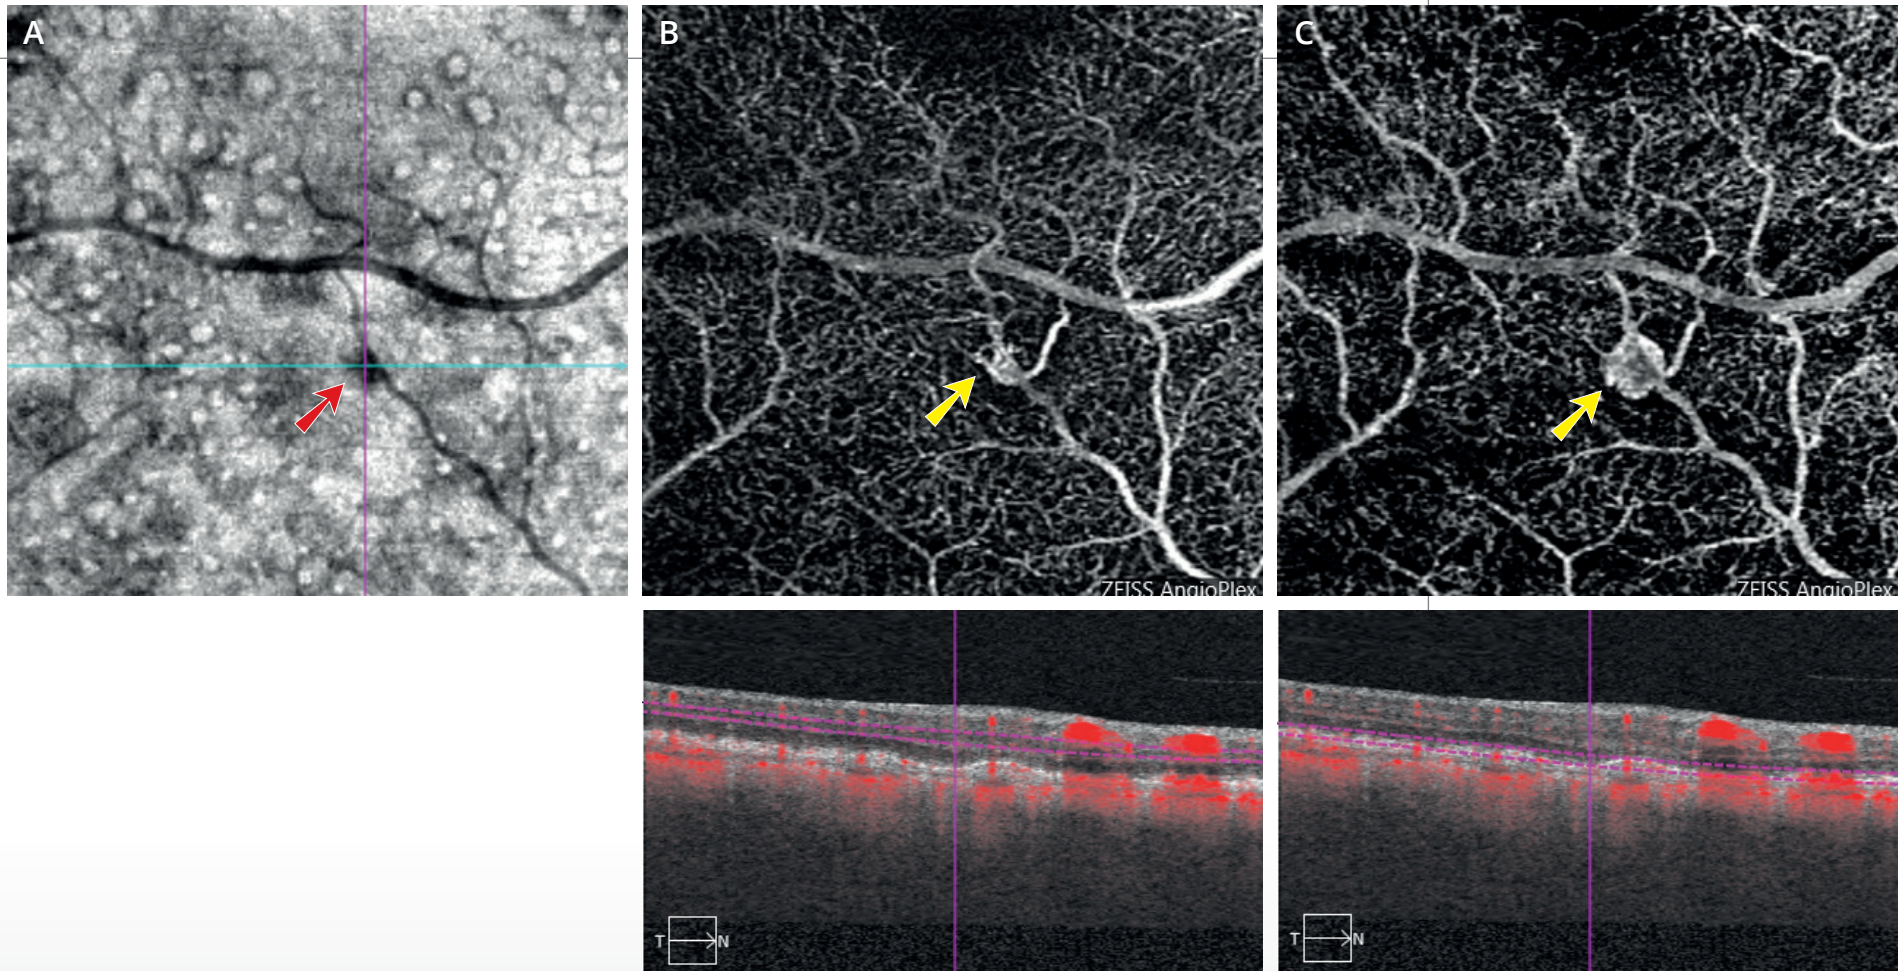 A
B
C
ZEISS AngioPlex
ZEISS AngioPlex
T N
T N